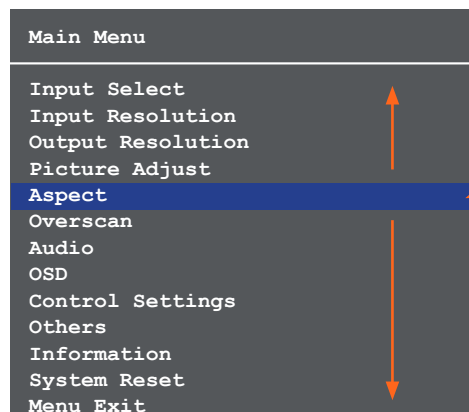 Main Menu
Input Select
Input Resolution
Output Resolution
Picture Adjust
Aspect
Overscan
Audio
OSD
Control Settings
Others
Information
System Reset
Menu Exit